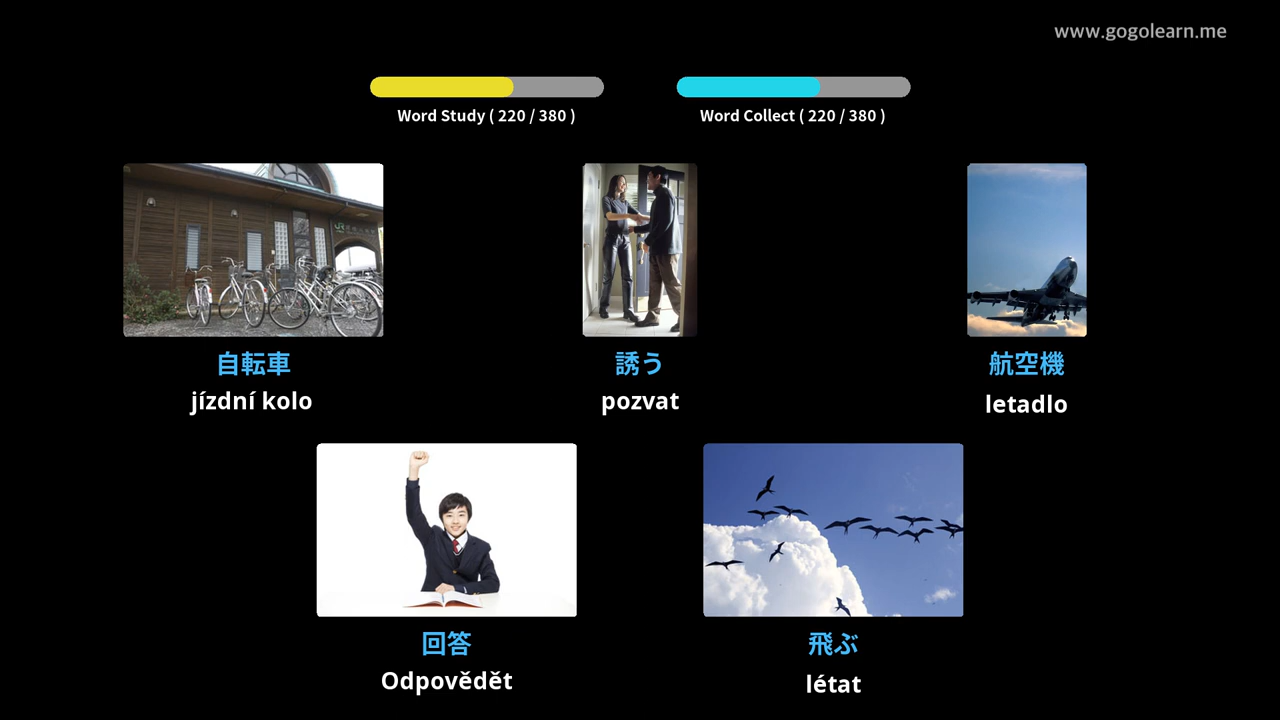 www.gogolearn.me
Word Study ( 220 / 380 )
Word Collect ( 220 / 380 )
JR
自転車
jízdní kolo
誘う
pozvat
航空機
letadlo
回答
Odpovědět
飛ぶ
létat